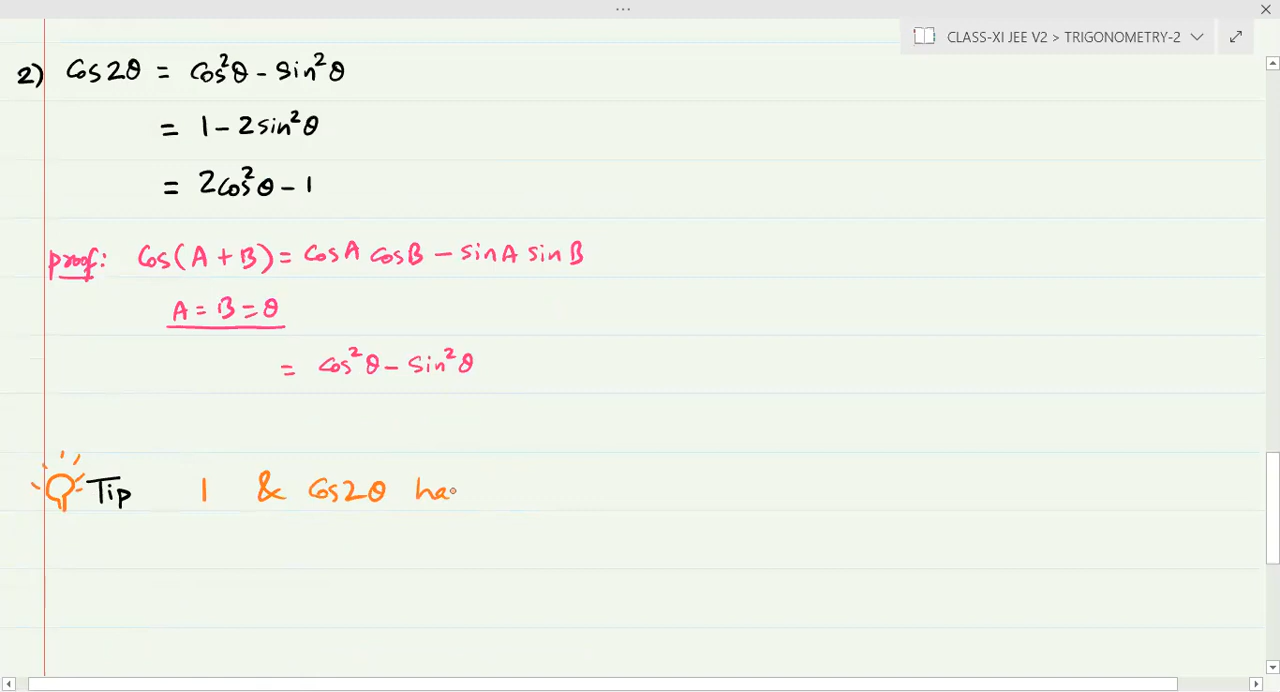 ...
CLASS-XI JEE V2 > TRIGONOMETRY-2
2) Cos2θ = cos²θ - sin²θ
= 1 - 2sin²θ
= 2cos²θ - 1
proof: Cos(A + B) = cosA cosB - sinA sinB
A = B = θ
= cos²θ - sin²θ
Tip 1 & Cos2θ ha